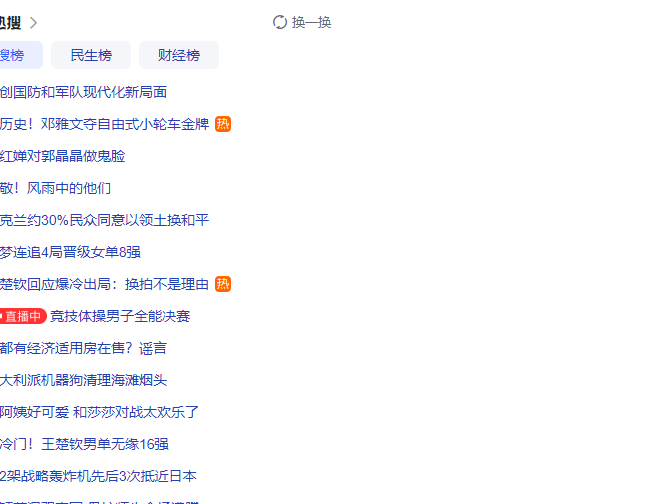 热搜
换一换
搜榜
民生榜
财经榜
创国防和军队现代化新局面
历史！邓雅文夺自由式小轮车金牌 热
红婵对郭晶晶做鬼脸
敬！风雨中的他们
克兰约30%民众同意以领土换和平
梦连追4局晋级女单8强
楚钦回应爆冷出局：换拍不是理由 热
直播中 竞技体操男子全能决赛
都有经济适用房在售？谣言
大利派机器狗清理海滩烟头
阿姨好可爱 和莎莎对战太欢乐了
冷门！王楚钦男单无缘16强
2架战略轰炸机先后3次抵近日本